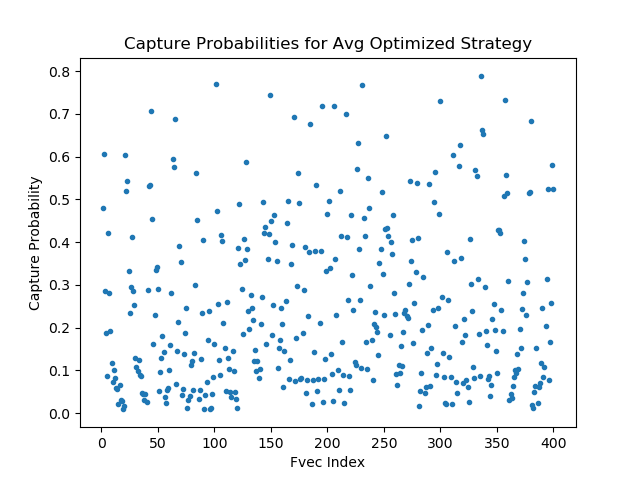 Capture Probabilities for Avg Optimized Strategy
Capture Probability
0.8
0.7
0.6
0.5
0.4
0.3
0.2
0.1
0.0
0 50 100 150 200 250 300 350 400
Fvec Index